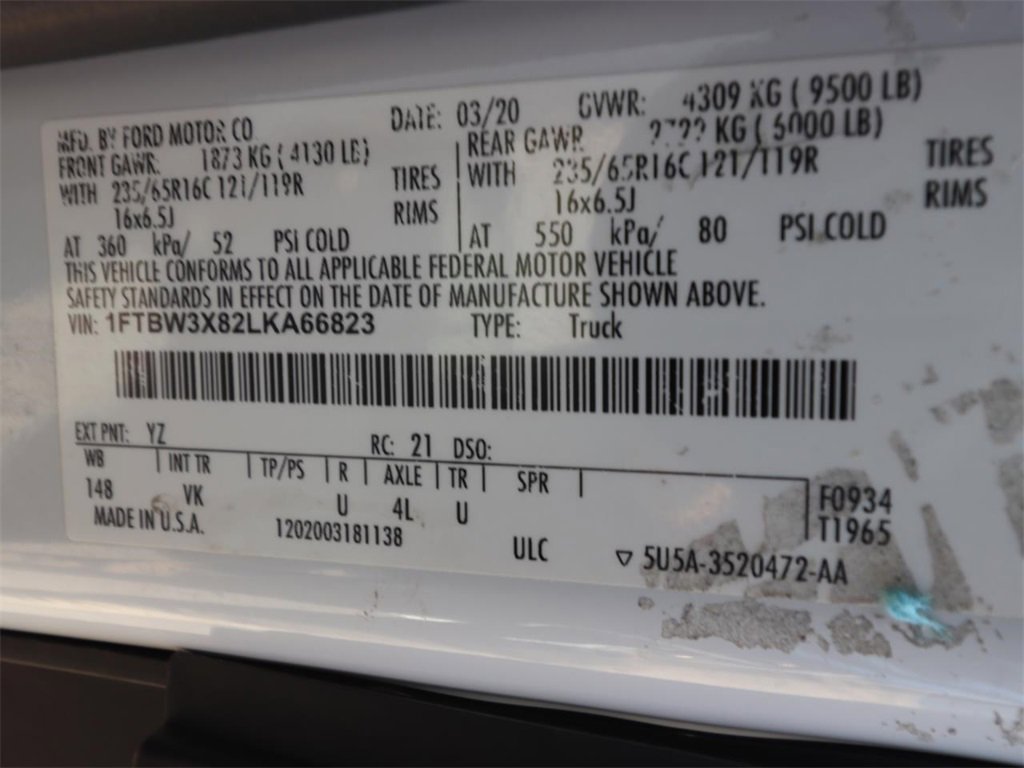 MFD. BY FORD MOTOR CO DATE: 03/20 GVWR: 4309 KG ( 9500 LB)
FRONT GAWR: 1873 KG ( 4130 LB) REAR GAWR KG ( LB)
WITH 235/65R16C 121/119R TIRES WITH 235/65R16C 121/119R TIRES
16x6.5J RIMS 16x6.5J RIMS
AT 360 kPa/ 52 PSI COLD AT 550 kPa/ 80 PSI COLD
THIS VEHICLE CONFORMS TO ALL APPLICABLE FEDERAL MOTOR VEHICLE
SAFETY STANDARDS IN EFFECT ON THE DATE OF MANUFACTURE SHOWN ABOVE.
VIN: 1FTBW3X82LKA66823 TYPE: Truck
EXT PNT: YZ RC: 21 DSO:
WB INT TR TP/PS R AXLE TR SPR
148 VK U 4L U F0934
MADE IN U.S.A. 1202003181138 T1965
ULC 5U5A-3520472-AA